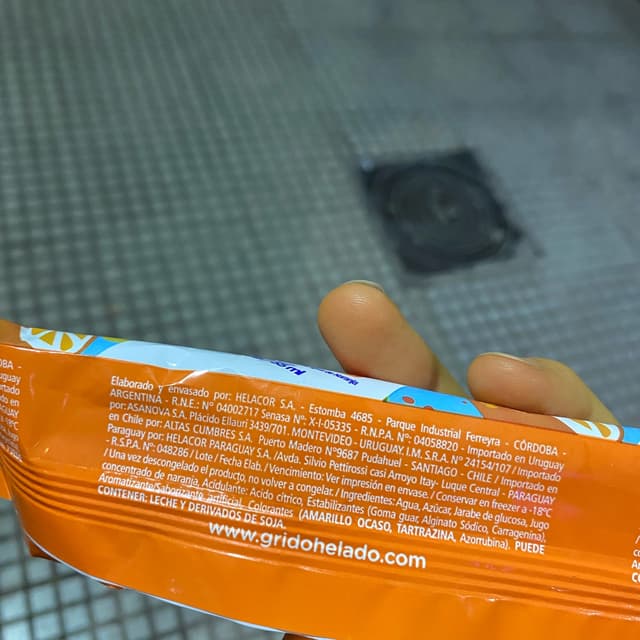 Elaborado y envasado por: HELACOR S.A. - Estomba 4685 - Parque Industrial Ferreyra - CÓRDOBA -
ARGENTINA - R.N.E: Nº 04002717 Senasa Nº: X-I-05335 - R.N.P.A. Nº: 04058820 - Importado en Uruguay
por: ASANOVA S.A. Plácido Ellauri 3439/701, MONTEVIDEO - URUGUAY. I.M. S.R.A. Nº 24154/107 / Importado
en Chile por: ALTAS CUMBRES S.A. Puerto Madero Nº9687 Pudahuel - SANTIAGO - CHILE / Importado en
Paraguay por: HELACOR PARAGUAY S.A. /Avda. Silvio Pettirossi casi Arroyo Itay- Luque Central - PARAGUAY
- R.S.P.A. Nº: 048286 / Lote / Fecha Elab. / Vencimiento: Ver impresión en envase / Conservar en freezer a -18ºC
/ Una vez descongelado el producto, no volver a congelar. / Ingredientes: Agua, Azúcar, Jarabe de glucosa, Jugo
concentrado de naranja, Acidulante: Acido cítrico, Estabilizantes (Goma guar, Alginato Sódico, Carragenina),
Aromatizante/Saborizante artificial, Colorantes (AMARILLO OCASO, TARTRAZINA, Azorrubina). PUEDE
CONTENER: LECHE Y DERIVADOS DE SOJA.
www.gridohelado.com